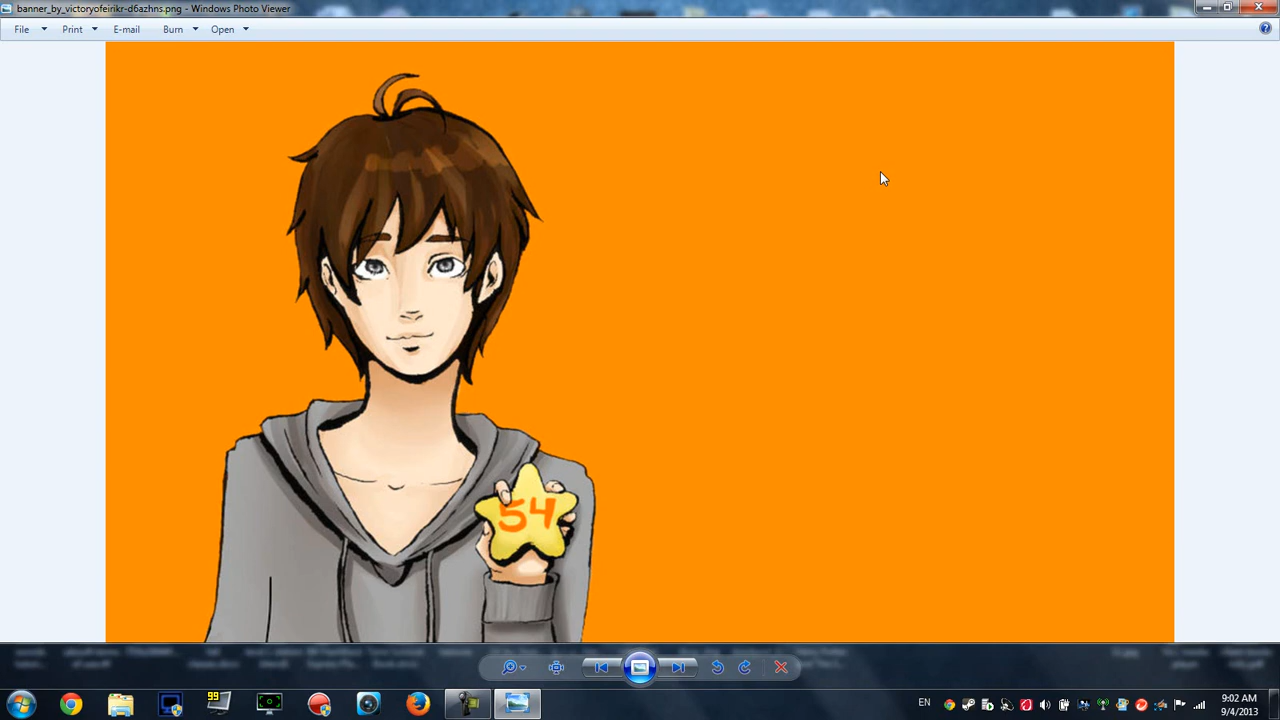 banner_by_victoryofeirikr-d6azhns.png - Windows Photo Viewer
File Print E-mail Burn Open
54
99
EN
9:02 AM
9/4/2013